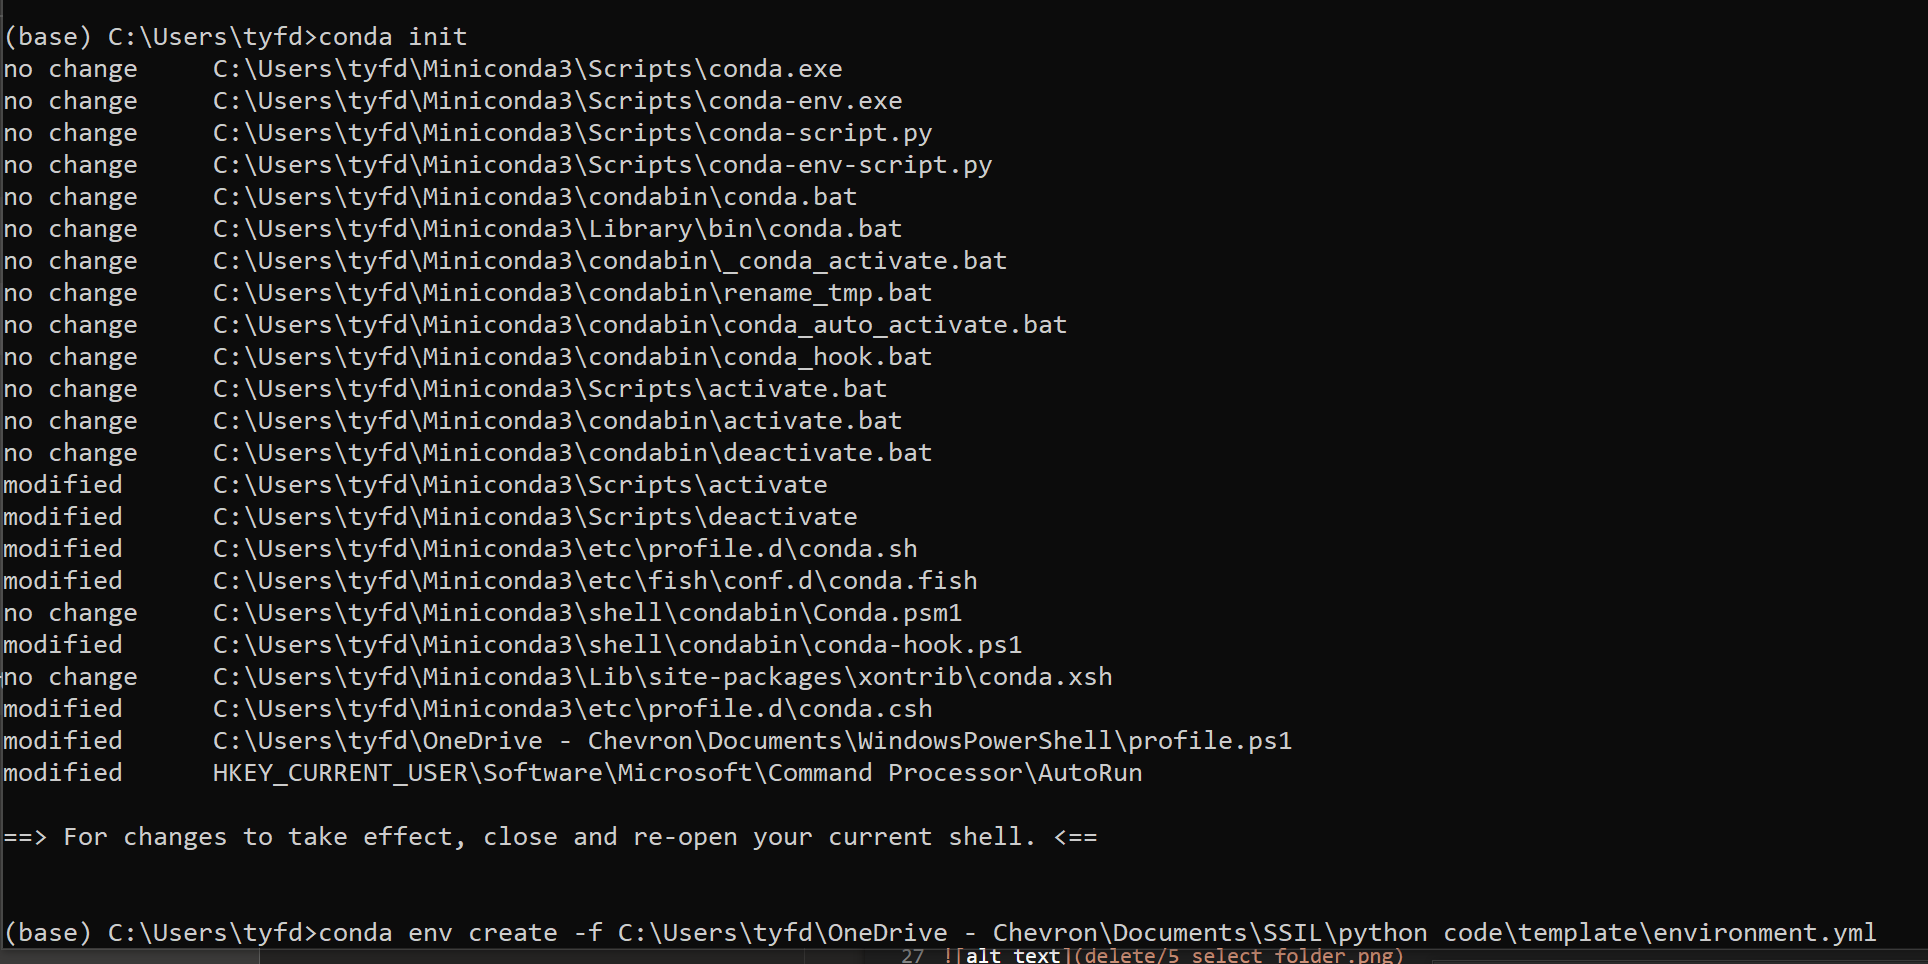 (base) C:\Users\tyfd>conda init
no change     C:\Users\tyfd\Miniconda3\Scripts\conda.exe
no change     C:\Users\tyfd\Miniconda3\Scripts\conda-env.exe
no change     C:\Users\tyfd\Miniconda3\Scripts\conda-script.py
no change     C:\Users\tyfd\Miniconda3\Scripts\conda-env-script.py
no change     C:\Users\tyfd\Miniconda3\condabin\conda.bat
no change     C:\Users\tyfd\Miniconda3\Library\bin\conda.bat
no change     C:\Users\tyfd\Miniconda3\condabin\_conda_activate.bat
no change     C:\Users\tyfd\Miniconda3\condabin\rename_tmp.bat
no change     C:\Users\tyfd\Miniconda3\condabin\conda_auto_activate.bat
no change     C:\Users\tyfd\Miniconda3\condabin\conda_hook.bat
no change     C:\Users\tyfd\Miniconda3\Scripts\activate.bat
no change     C:\Users\tyfd\Miniconda3\condabin\activate.bat
no change     C:\Users\tyfd\Miniconda3\condabin\deactivate.bat
modified      C:\Users\tyfd\Miniconda3\Scripts\activate
modified      C:\Users\tyfd\Miniconda3\Scripts\deactivate
modified      C:\Users\tyfd\Miniconda3\etc\profile.d\conda.sh
modified      C:\Users\tyfd\Miniconda3\etc\fish\conf.d\conda.fish
no change     C:\Users\tyfd\Miniconda3\shell\condabin\Conda.psm1
modified      C:\Users\tyfd\Miniconda3\shell\condabin\conda-hook.ps1
no change     C:\Users\tyfd\Miniconda3\Lib\site-packages\xontrib\conda.xsh
modified      C:\Users\tyfd\Miniconda3\etc\profile.d\conda.csh
modified      C:\Users\tyfd\OneDrive - Chevron\Documents\WindowsPowerShell\profile.ps1
modified      HKEY_CURRENT_USER\Software\Microsoft\Command Processor\AutoRun
==> For changes to take effect, close and re-open your current shell. <==
(base) C:\Users\tyfd>conda env create -f C:\Users\tyfd\OneDrive - Chevron\Documents\SSIL\python code\template\environment.yml
27 ![alt text](delete/5 select folder.png)